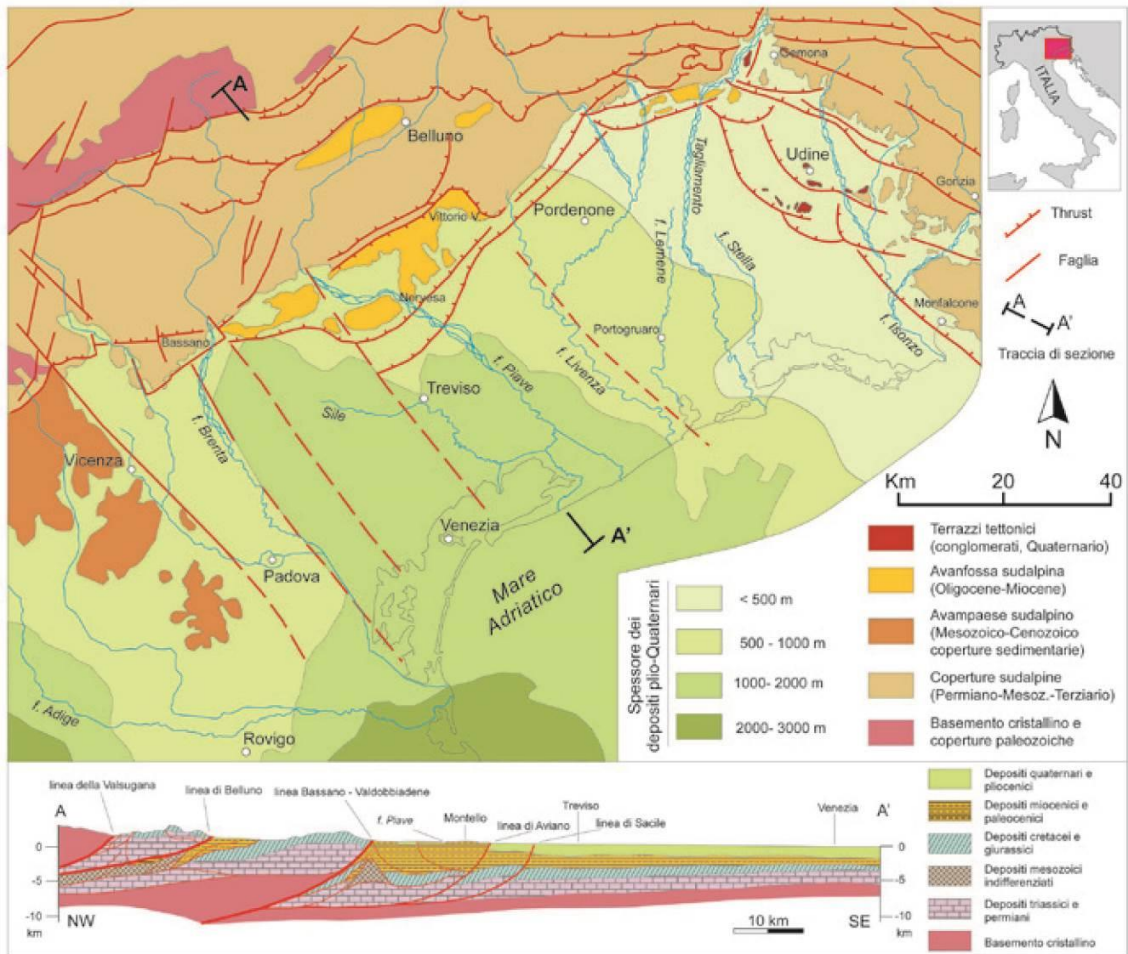 A
Gemona
ITALIA
Belluno
Tagliamento
Udine
Gorizia
Vittorio V.
Pordenone
f. Lemene
f. Stella
Thrust
Faglia
Nervesa
Monfalcone
A
A'
Bassano
Portogruaro
f. Isonzo
Traccia di sezione
f. Piave
f. Livenza
Treviso
Sile
f. Brenta
N
Vicenza
Km 20 40
Venezia
A'
Terrazzi tettonici
(conglomerati, Quaternario)
Padova
Mare
Adriatico
Avanfossa sudalpina
(Oligocene-Miocene)
Spessore dei
depositi plio-Quaternari
< 500 m
500 - 1000 m
1000- 2000 m
2000- 3000 m
Avampaese sudalpino
(Mesozoico-Cenozoico
coperture sedimentarie)
Coperture sudalpine
(Permiano-Mesoz.-Terziario)
f. Adige
Rovigo
Basemento cristallino e
coperture paleozoiche
linea della Valsugana
linea di Belluno
linea Bassano - Valdobbiadene
f. Piave
Montello
linea di Aviano
linea di Sacile
Treviso
Venezia
A
A'
0
-5
-10
km
NW
0
-5
-10
km
SE
10 km
Depositi quaternari e
pliocenici
Depositi miocenici e
paleocenici
Depositi cretacei e
giurassici
Depositi mesozoici
indifferenziati
Depositi triassici e
permiani
Basemento cristallino